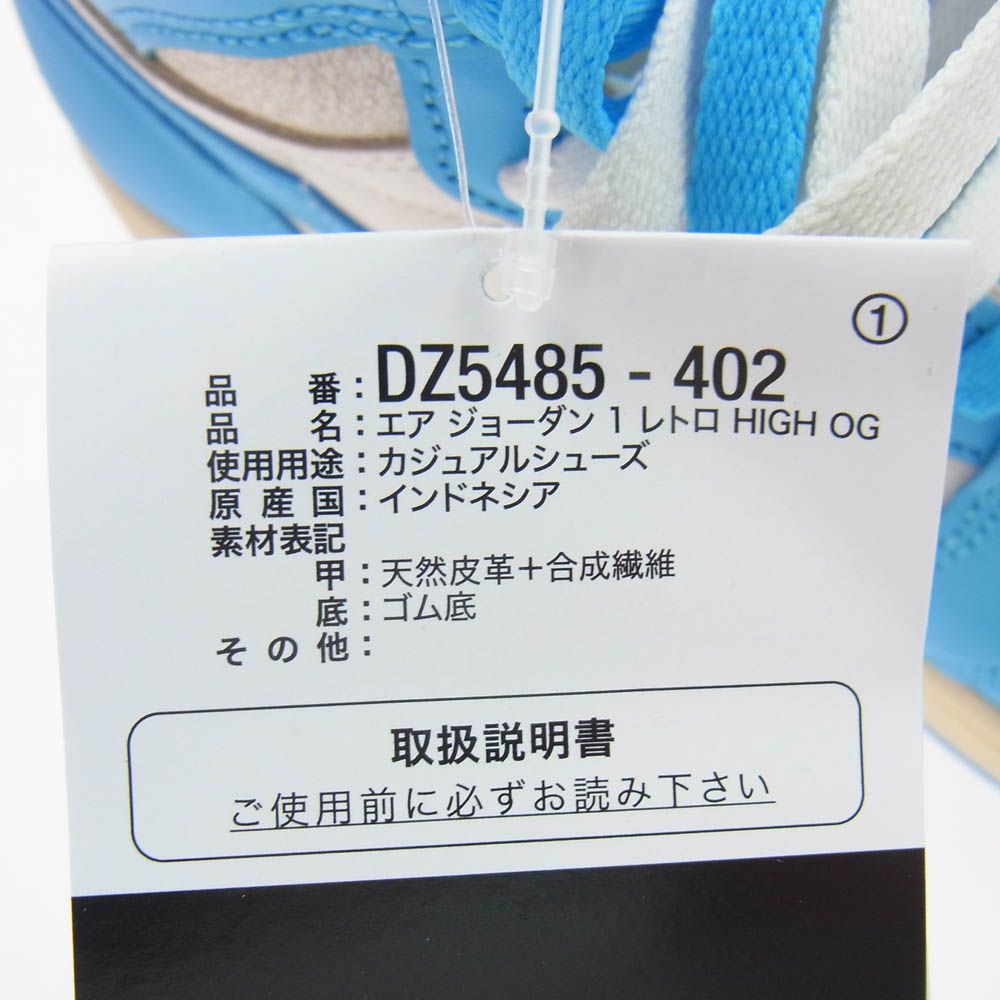 ①
品番：DZ5485 - 402
品名：エア ジョーダン 1 レトロ HIGH OG
使用用途：カジュアルシューズ
原産国：インドネシア
素材表記
甲：天然皮革＋合成繊維
底：ゴム底
その他：
取扱説明書
ご使用前に必ずお読み下さい